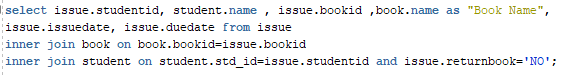 select issue.studentid, student.name , issue.bookid ,book.name as "Book Name",
issue.issuedate, issue.duedate from issue
inner join book on book.bookid=issue.bookid
inner join student on student.std_id=issue.studentid and issue.returnbook='NO';